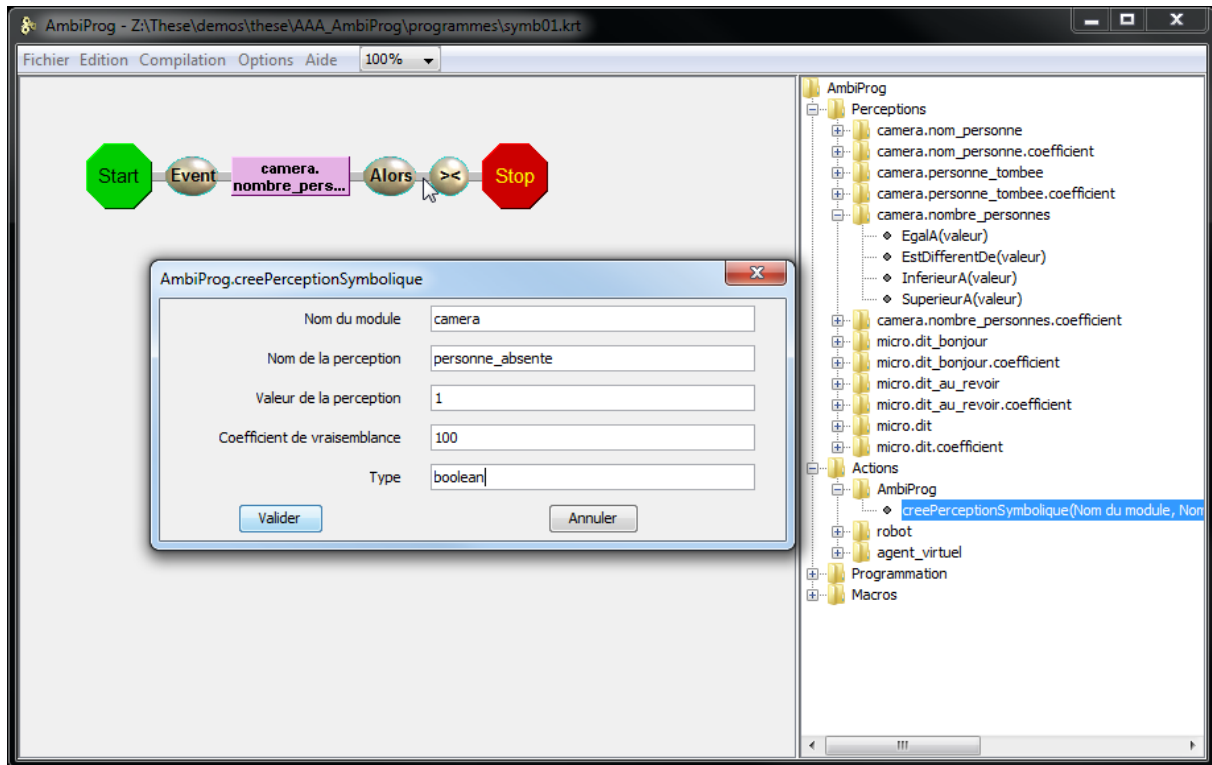 AmbiProg - Z:\These\demos\these\AAA_AmbiProg\programmes\symb01.krt
Fichier Edition Compilation Options Aide 100%
Start
Event
camera.
nombre_pers...
Alors
><
Stop
AmbiProg.creePerceptionSymbolique
Nom du module camera
Nom de la perception personne_absente
Valeur de la perception 1
Coefficient de vraisemblance 100
Type boolean
Valider Annuler
AmbiProg
Perceptions
camera.nom_personne
camera.nom_personne.coefficient
camera.personne_tombee
camera.personne_tombee.coefficient
camera.nombre_personnes
EgalA(valeur)
EstDifferentDe(valeur)
InferieurA(valeur)
SuperieurA(valeur)
camera.nombre_personnes.coefficient
micro.dit_bonjour
micro.dit_bonjour.coefficient
micro.dit_au_revoir
micro.dit_au_revoir.coefficient
micro.dit
micro.dit.coefficient
Actions
AmbiProg
creePerceptionSymbolique(Nom du module, Nom
robot
agent_virtuel
Programmation
Macros